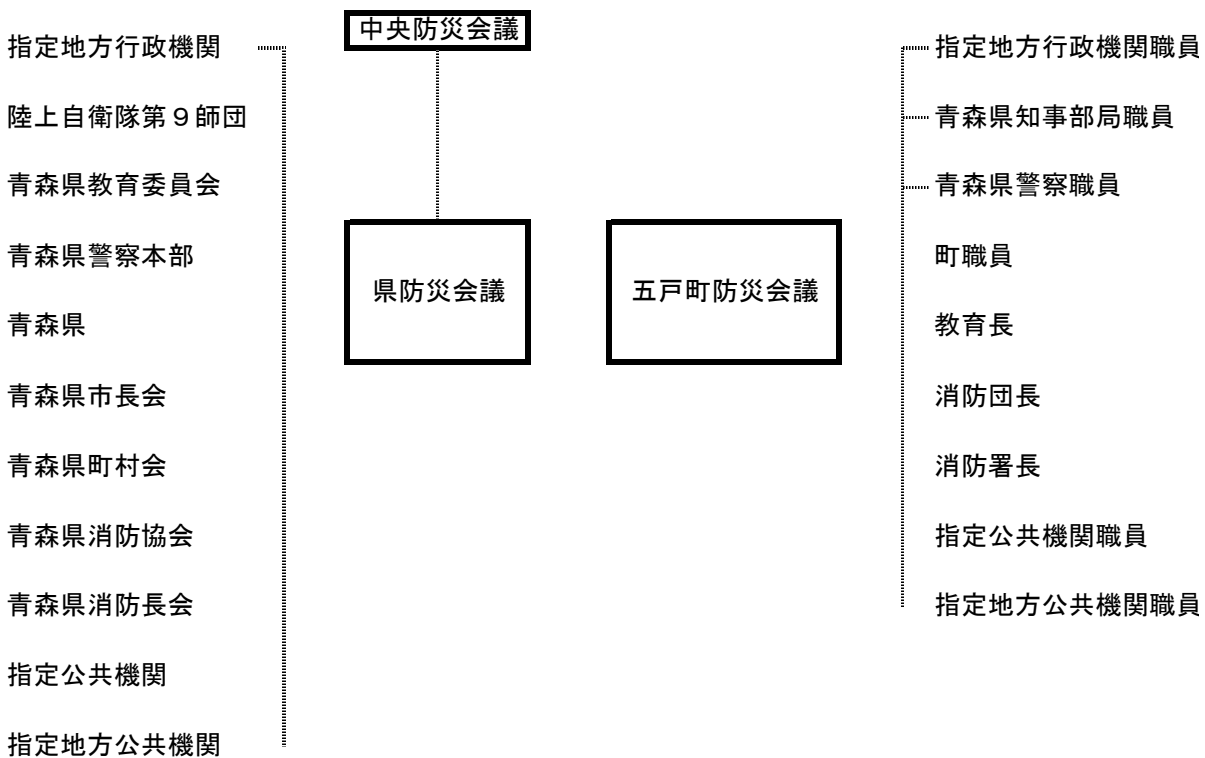 中央防災会議
指定地方行政機関
陸上自衛隊第９師団
青森県教育委員会
青森県警察本部
青森県
青森県市長会
青森県町村会
青森県消防協会
青森県消防長会
指定公共機関
指定地方公共機関
県防災会議
五戸町防災会議
指定地方行政機関職員
青森県知事部局職員
青森県警察職員
町職員
教育長
消防団長
消防署長
指定公共機関職員
指定地方公共機関職員